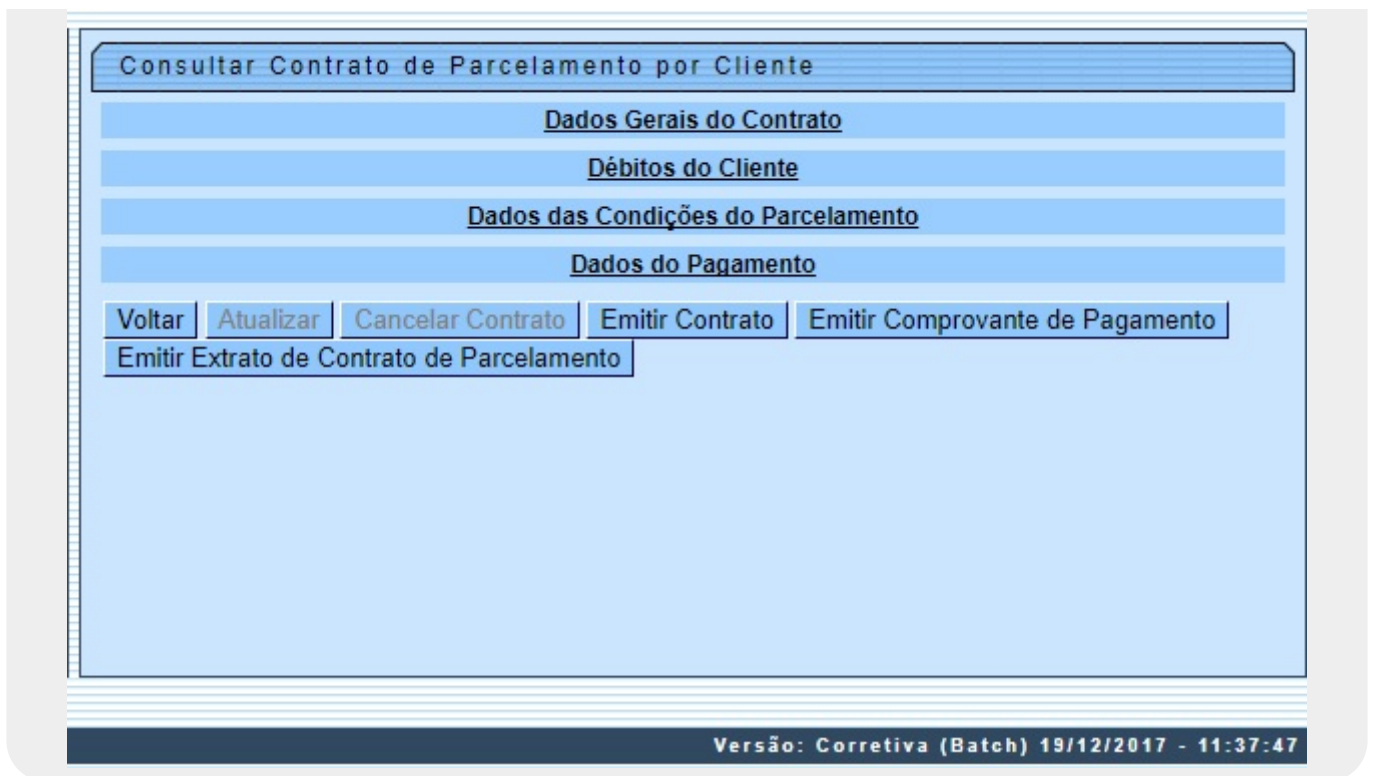 Consultar Contrato de Parcelamento por Cliente
Dados Gerais do Contrato
Débitos do Cliente
Dados das Condições do Parcelamento
Dados do Pagamento
Voltar Atualizar Cancelar Contrato Emitir Contrato Emitir Comprovante de Pagamento
Emitir Extrato de Contrato de Parcelamento
Versão: Corretiva (Batch) 19/12/2017 - 11:37:47